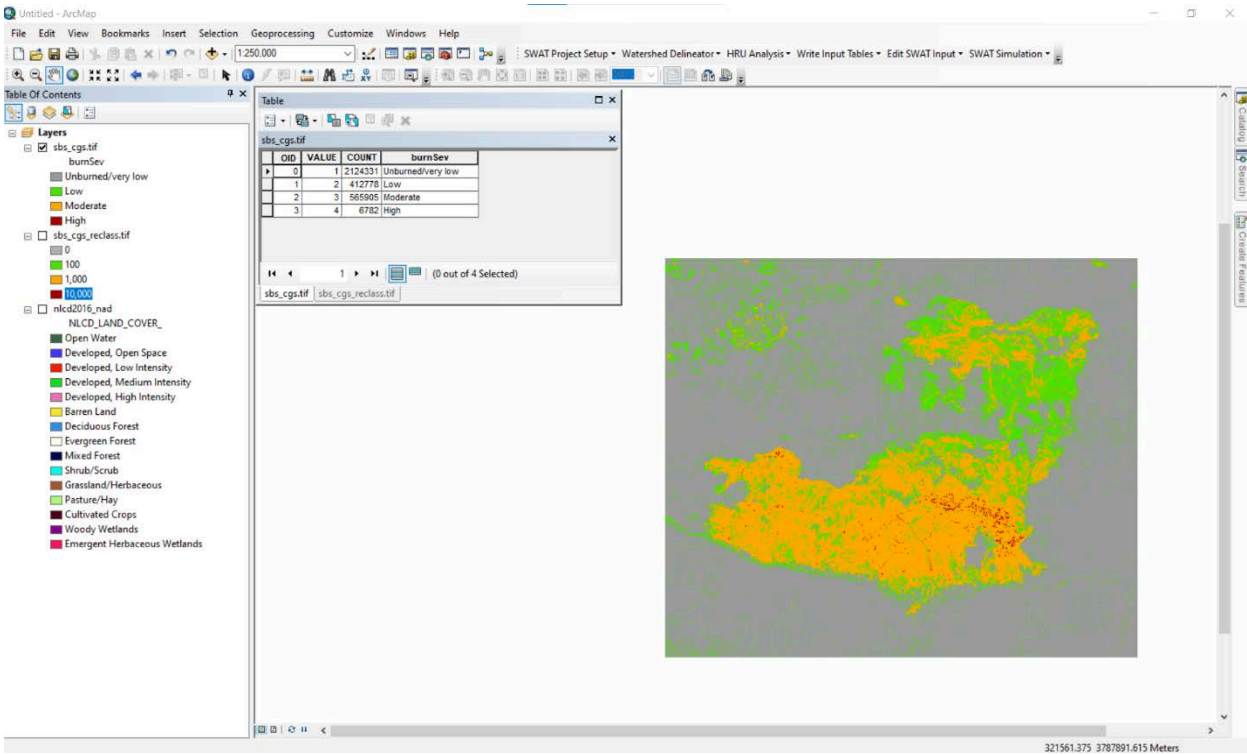 Untitled - ArcMap
File Edit View Bookmarks Insert Selection Geoprocessing Customize Windows Help
1:250.000
SWAT Project Setup Watershed Delineator HRU Analysis Write Input Tables Edit SWAT Input SWAT Simulation
Table Of Contents
Layers
sbs_cgs.tif
burnSev
Unburned/very low
Low
Moderate
High
sbs_cgs_reclass.tif
0
100
1,000
10,000
nlcd2016_nad
NLCD_LAND_COVER_
Open Water
Developed, Open Space
Developed, Low Intensity
Developed, Medium Intensity
Developed, High Intensity
Barren Land
Deciduous Forest
Evergreen Forest
Mixed Forest
Shrub/Scrub
Grassland/Herbaceous
Pasture/Hay
Cultivated Crops
Woody Wetlands
Emergent Herbaceous Wetlands
Table
sbs_cgs.tif
OID VALUE COUNT burnSev
0 1 2124331 Unburned/very low
1 2 412778 Low
2 3 565905 Moderate
3 4 6782 High
1 (0 out of 4 Selected)
sbs_cgs.tif sbs_cgs_reclass.tif
Catalog
Search
Create Features
321561.375 3787891.615 Meters